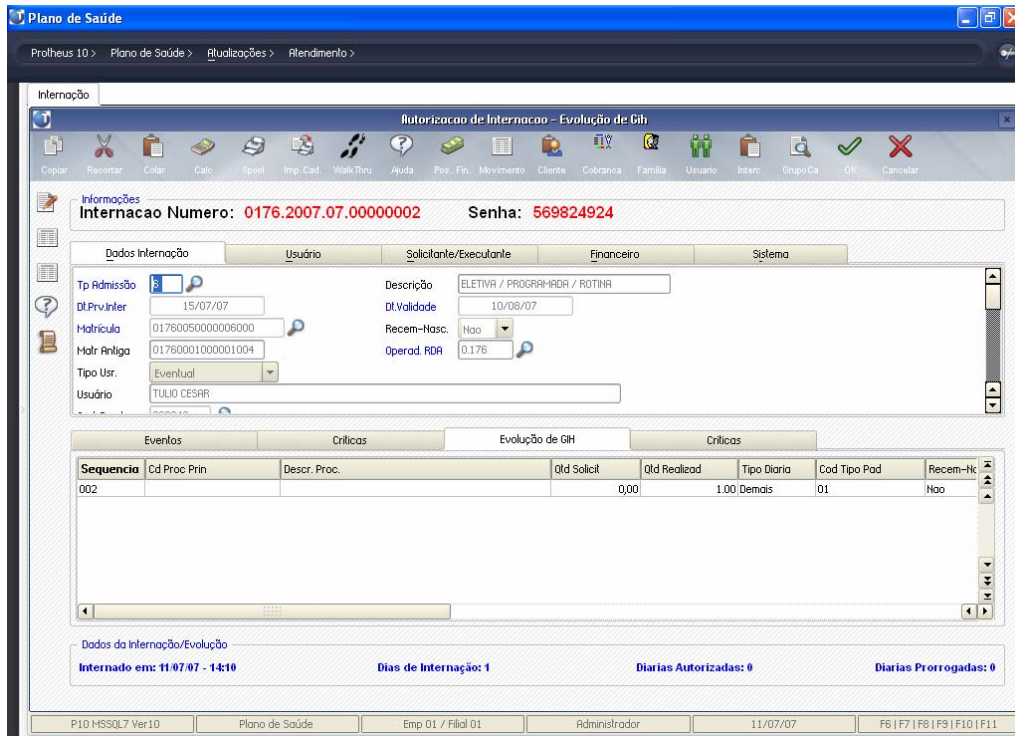 Plano de Saúde
Protheus 10 > Plano de Saúde > Atualizações > Atendimento >
Internação
Autorizacao de Internacao - Evolução de Gih
Copiar Recortar Colar Calc Spool Imp. Cad. WalkThru Ajuda Pos. Fin. Movimento Cliente Cobranca Familia Usuario Interc. GrupoCa OK Cancelar
Informações
Internacao Numero: 0176.2007.07.00000002 Senha: 569824924
Dados Internação Usuário Solicitante/Executante Financeiro Sistema
Tp Admissão 6 Descrição ELETIVA / PROGRAMADA / ROTINA
Dt.Prv.Inter 15/07/07 Dt.Validade 10/08/07
Matrícula 01760050000006000 Recem-Nasc. Nao
Matr Antiga 01760001000001004 Operad. RDA 0.176
Tipo Usr. Eventual
Usuário TULIO CESAR
Eventos Criticas Evolução de GIH Criticas
Sequencia Cd Proc Prin Descr. Proc. Qtd Solicit Qtd Realizad Tipo Diaria Cod Tipo Pad Recem-Nc
002 0,00 1.00 Demais 01 Nao
Dados da Internação/Evolução
Internado em: 11/07/07 - 14:10 Dias de Internação: 1 Diarias Autorizadas: 0 Diarias Prorrogadas: 0
P10 MSSQL7 Ver10 Plano de Saúde Emp 01 / Filial 01 Administrador 11/07/07 F6 | F7 | F8 | F9 | F10 | F11